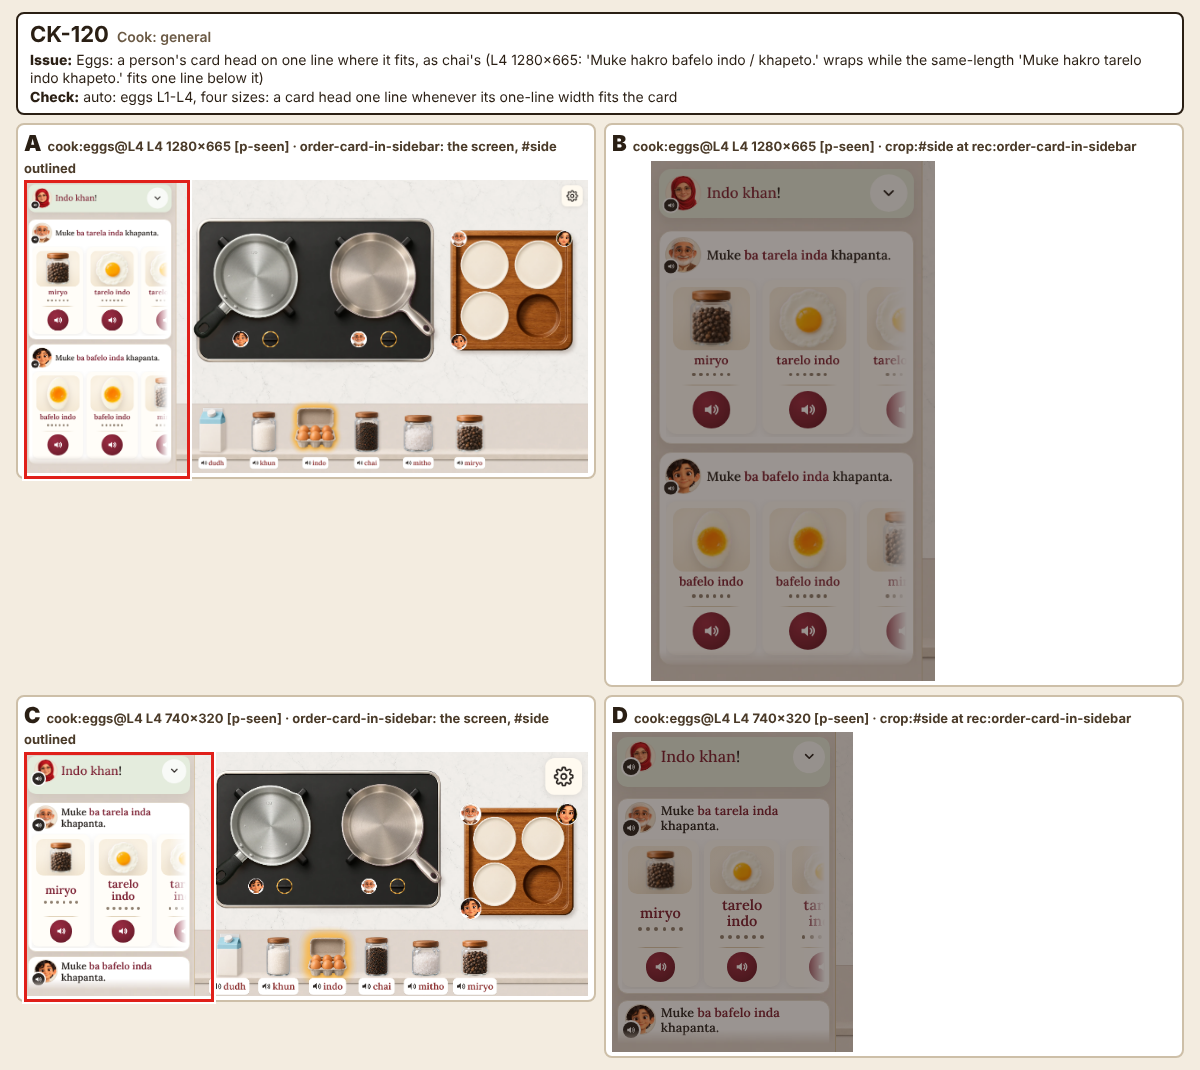 CK-120 Cook: general
Issue: Eggs: a person's card head on one line where it fits, as chai's (L4 1280×665: 'Muke hakro bafelo indo / khapeto.' wraps while the same-length 'Muke hakro tarelo
indo khapeto.' fits one line below it)
Check: auto: eggs L1-L4, four sizes: a card head one line whenever its one-line width fits the card
A cook:eggs@L4 L4 1280×665 [p-seen] · order-card-in-sidebar: the screen, #side
outlined
Indo khan!
Muke ba tarela inda khapanta.
miryo
tarelo indo
Muke ba bafelo inda khapanta.
bafelo indo
bafelo indo
dudh
khun
indo
chai
mitho
miryo
B cook:eggs@L4 L4 1280×665 [p-seen] · crop:#side at rec:order-card-in-sidebar
Indo khan!
Muke ba tarela inda khapanta.
miryo
tarelo indo
Muke ba bafelo inda khapanta.
bafelo indo
bafelo indo
C cook:eggs@L4 L4 740×320 [p-seen] · order-card-in-sidebar: the screen, #side
outlined
Indo khan!
Muke ba tarela inda
khapanta.
miryo
tarelo
indo
Muke ba bafelo inda
khapanta.
dudh
khun
indo
chai
mitho
miryo
D cook:eggs@L4 L4 740×320 [p-seen] · crop:#side at rec:order-card-in-sidebar
Indo khan!
Muke ba tarela inda
khapanta.
miryo
tarelo
indo
Muke ba bafelo inda
khapanta.